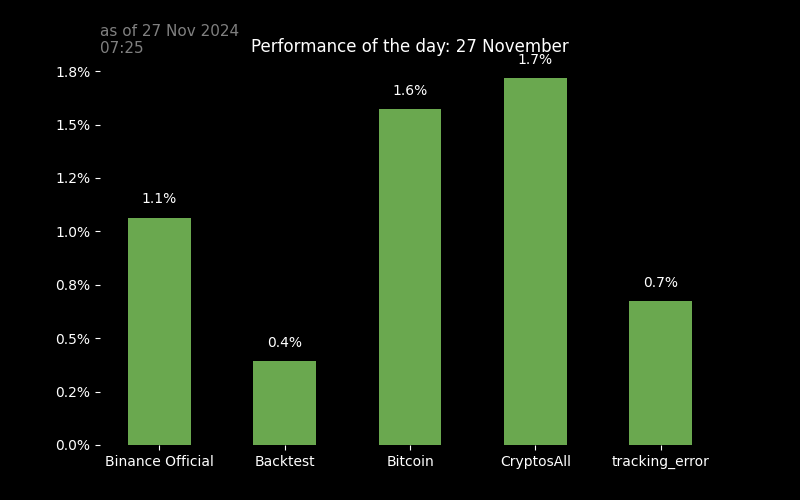 as of 27 Nov 2024
07:25
Performance of the day: 27 November
1.8%
1.5%
1.2%
1.0%
0.8%
0.5%
0.2%
0.0%
1.1%
0.4%
1.6%
1.7%
0.7%
Binance Official
Backtest
Bitcoin
CryptosAll
tracking_error